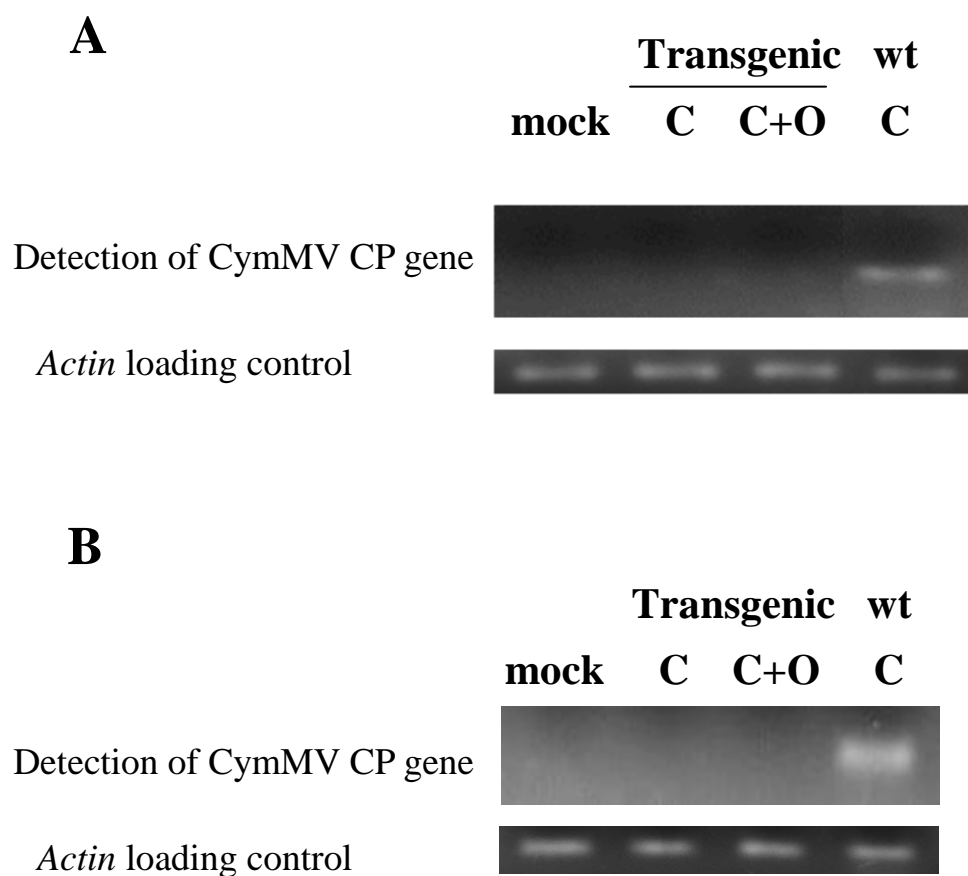 A
Transgenic wt
mock C C+O C
Detection of CymMV CP gene
Actin loading control
B
Transgenic wt
mock C C+O C
Detection of CymMV CP gene
Actin loading control